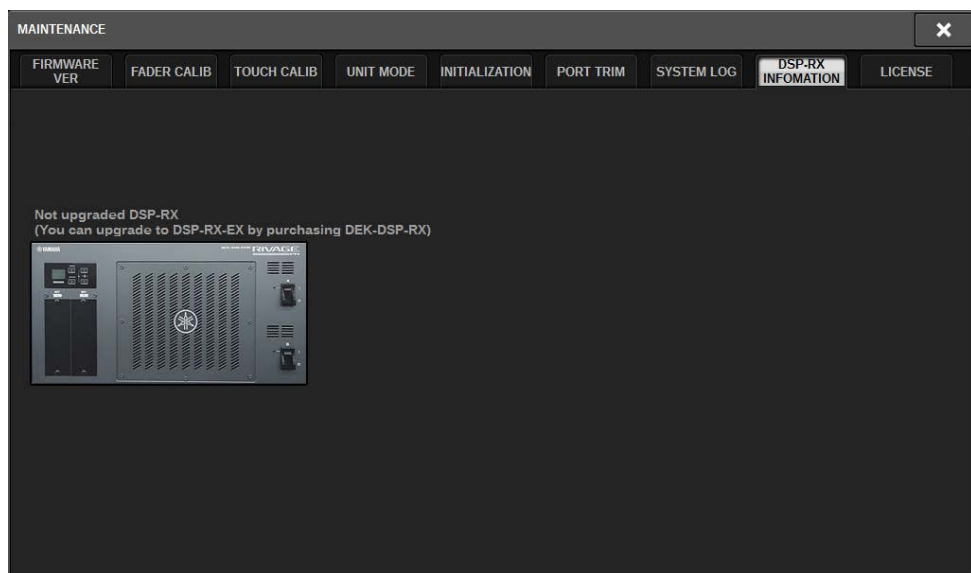 MAINTENANCE
FIRMWARE
VER
FADER CALIB
TOUCH CALIB
UNIT MODE
INITIALIZATION
PORT TRIM
SYSTEM LOG
DSP-RX
INFOMATION
LICENSE
Not upgraded DSP-RX
(You can upgrade to DSP-RX-EX by purchasing DEK-DSP-RX)
YAMAHA
RIVAGE